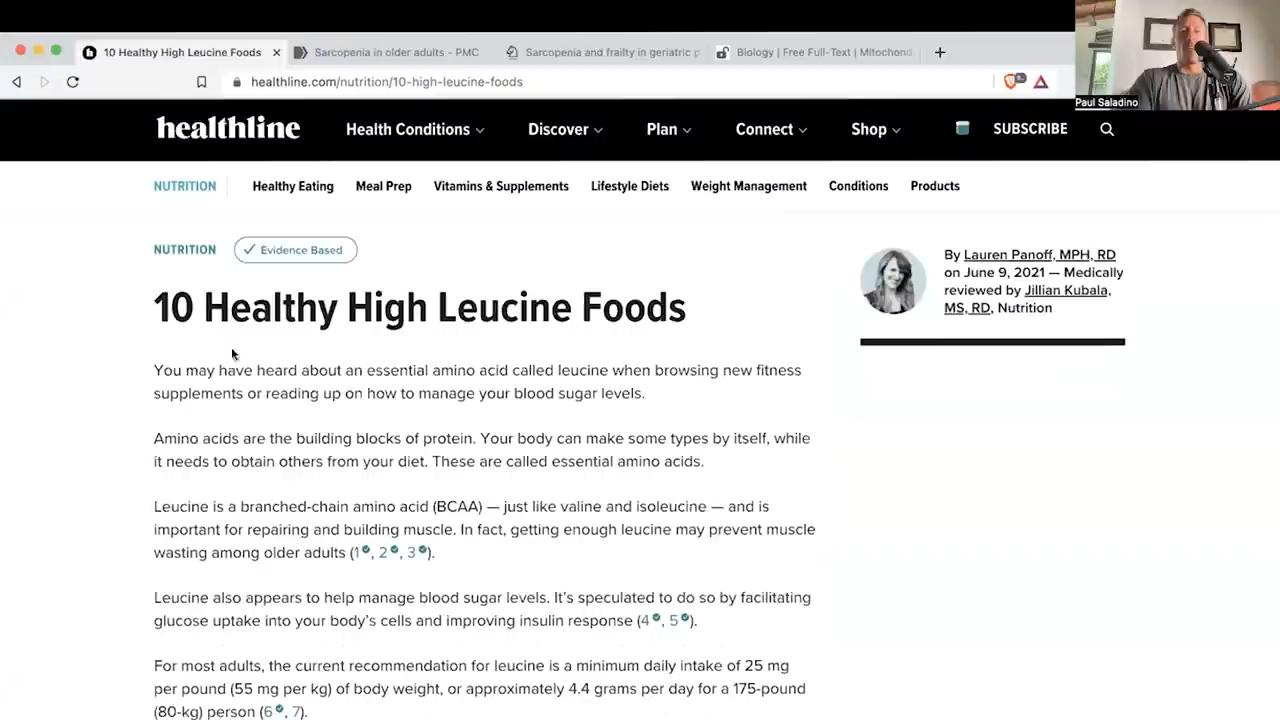 10 Healthy High Leucine Foods
Sarcopenia in older adults - PMC
Sarcopenia and frailty in geriatric p
Biology | Free Full-Text | Mitochond
healthline.com/nutrition/10-high-leucine-foods
Paul Saladino
healthline
Health Conditions
Discover
Plan
Connect
Shop
SUBSCRIBE
NUTRITION
Healthy Eating
Meal Prep
Vitamins & Supplements
Lifestyle Diets
Weight Management
Conditions
Products
NUTRITION
Evidence Based
10 Healthy High Leucine Foods
By Lauren Panoff, MPH, RD
on June 9, 2021 — Medically
reviewed by Jillian Kubala,
MS, RD, Nutrition
You may have heard about an essential amino acid called leucine when browsing new fitness
supplements or reading up on how to manage your blood sugar levels.
Amino acids are the building blocks of protein. Your body can make some types by itself, while
it needs to obtain others from your diet. These are called essential amino acids.
Leucine is a branched-chain amino acid (BCAA) — just like valine and isoleucine — and is
important for repairing and building muscle. In fact, getting enough leucine may prevent muscle
wasting among older adults (1, 2, 3).
Leucine also appears to help manage blood sugar levels. It's speculated to do so by facilitating
glucose uptake into your body's cells and improving insulin response (4, 5).
For most adults, the current recommendation for leucine is a minimum daily intake of 25 mg
per pound (55 mg per kg) of body weight, or approximately 4.4 grams per day for a 175-pound
(80-kg) person (6, 7).